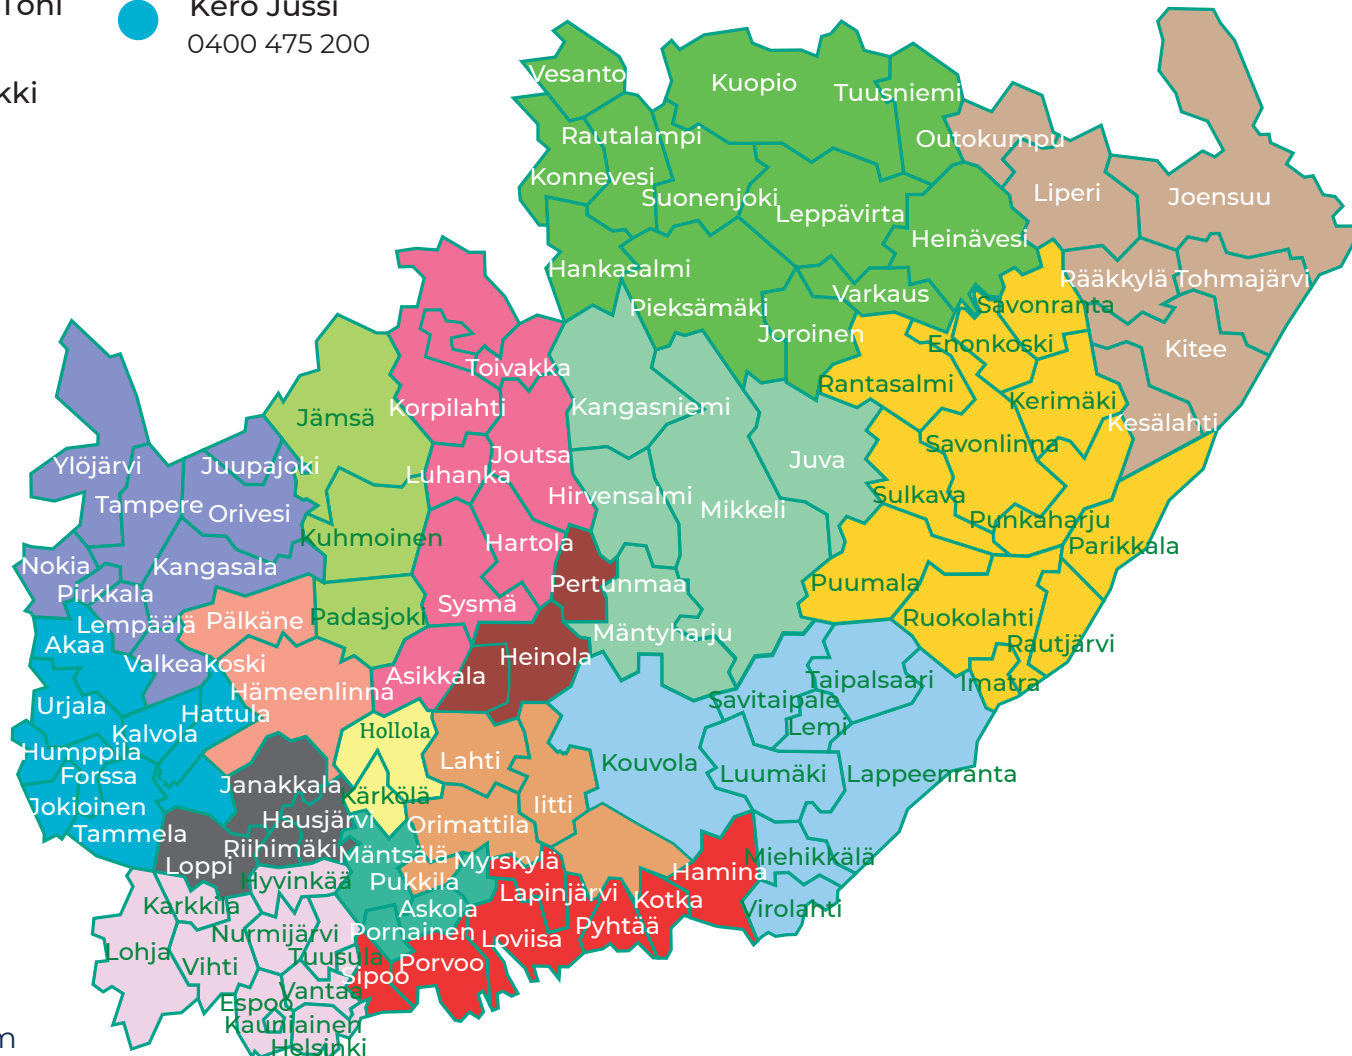 Toni
Kero Jussi
0400 475 200
kki
Vesanto
Kuopio
Tuusniemi
Rautalampi
Outokumpu
Konnevesi
Suonenjoki
Leppävirta
Liperi
Joensuu
Heinävesi
Hankasalmi
Rääkkylä
Tohmajärvi
Pieksämäki
Varkaus
Savonranta
Joroinen
Enonkoski
Kitee
Toivakka
Rantasalmi
Jämsä
Korpilahti
Kangasniemi
Kerimäki
Kesälahti
Savonlinna
Ylöjärvi
Juupajoki
Luhanka
Joutsa
Juva
Tampere
Orivesi
Hirvensalmi
Mikkeli
Sulkava
Punkaharju
Kuhmoinen
Hartola
Parikkala
Nokia
Kangasala
Pirkkala
Pertunmaa
Puumala
Lempäälä
Pälkäne
Padasjoki
Sysmä
Ruokolahti
Akaa
Mäntyharju
Rautjärvi
Valkeakoski
Heinola
Hämeenlinna
Asikkala
Taipalsaari
Imatra
Urjala
Hattula
Savitaipale
Kalvola
Hollola
Lemi
Humppila
Lahti
Kouvola
Forssa
Janakkala
Luumäki
Lappeenranta
Jokioinen
Kärkölä
Iitti
Tammela
Hausjärvi
Orimattila
Riihimäki
Mäntsälä
Myrskylä
Miehikkälä
Loppi
Hyvinkää
Pukkila
Hamina
Karkkila
Lapinjärvi
Kotka
Askola
Virolahti
Nurmijärvi
Pornainen
Loviisa
Pyhtää
Lohja
Vihti
Tuusula
Sipoo
Porvoo
Vantaa
Espoo
Kauniainen
Helsinki
m